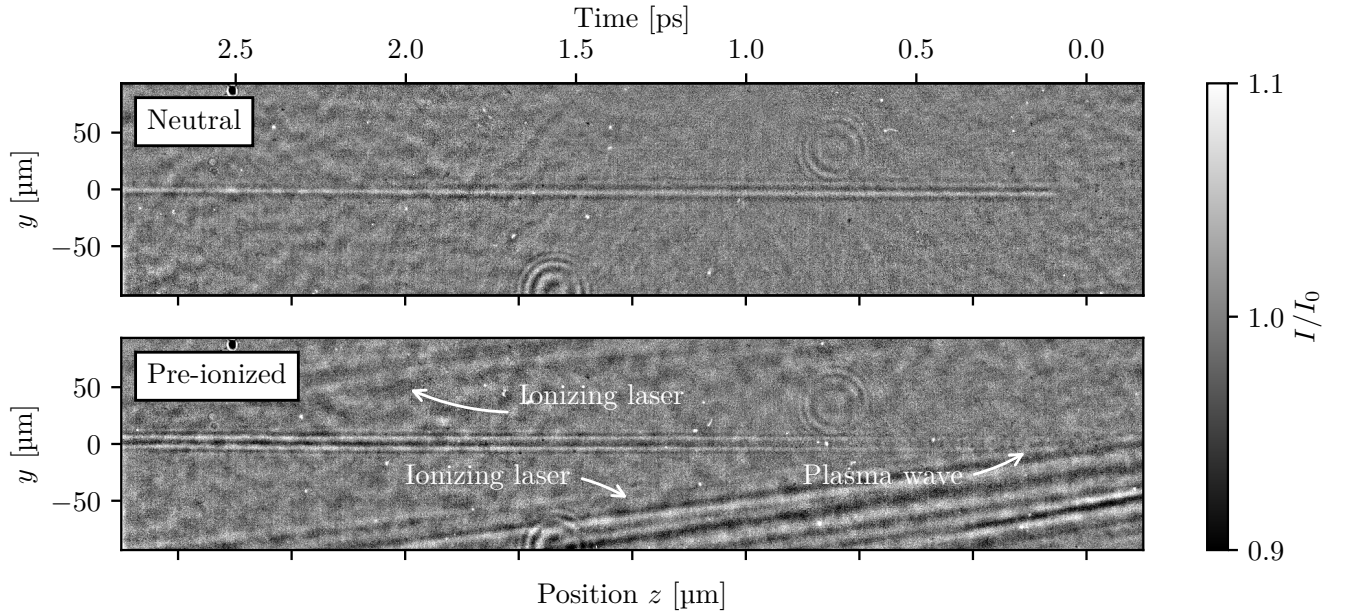 Time [ps]
2.5 2.0 1.5 1.0 0.5 0.0
Neutral
50
0
−50
y [µm]
Pre-ionized
Ionizing laser
Ionizing laser
Plasma wave
50
0
−50
y [µm]
Position z [µm]
1.1
1.0
0.9
I/I0